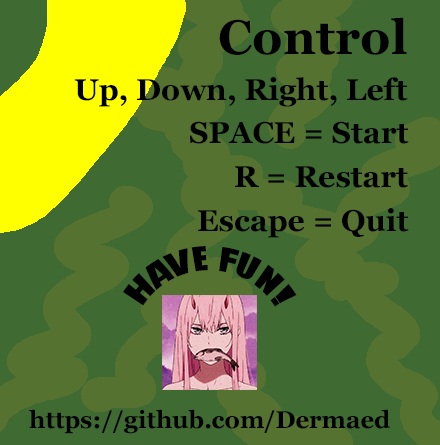 Control
Up, Down, Right, Left
SPACE = Start
R = Restart
Escape = Quit
HAVE FUN!
https://github.com/Dermaed